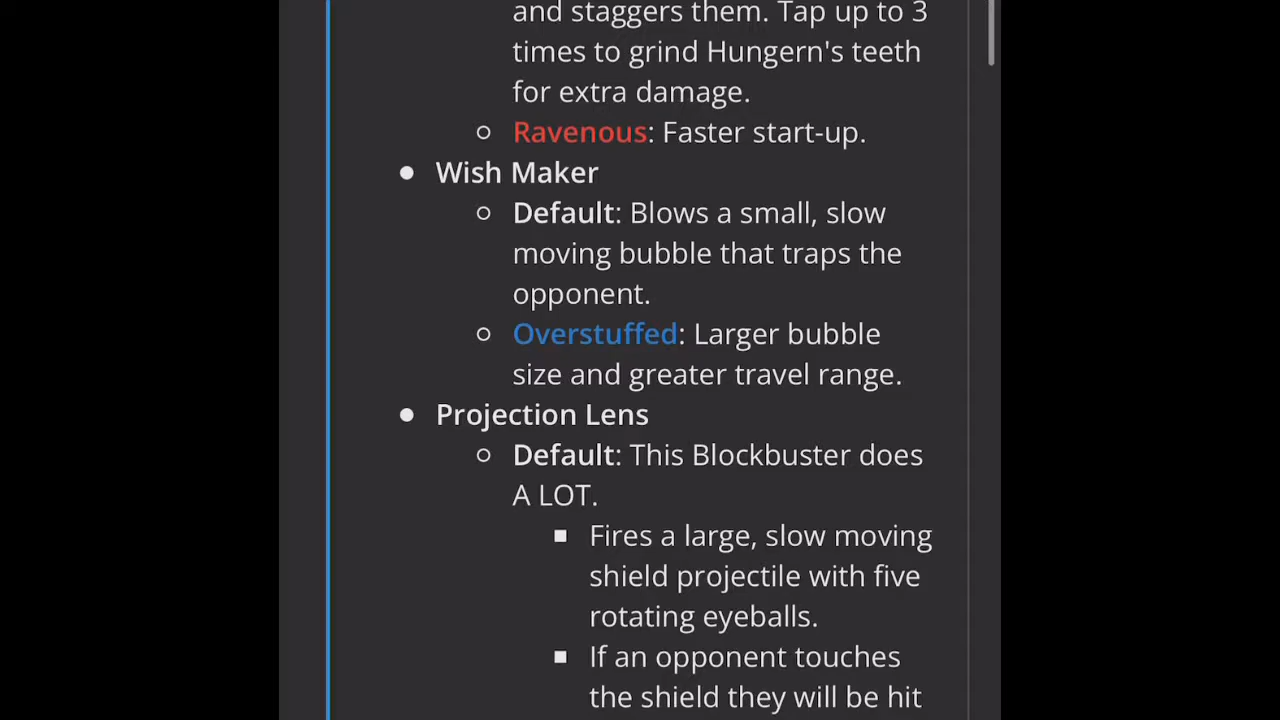 and staggers them. Tap up to 3
times to grind Hungern's teeth
for extra damage.
Ravenous: Faster start-up.
Wish Maker
Default: Blows a small, slow
moving bubble that traps the
opponent.
Overstuffed: Larger bubble
size and greater travel range.
Projection Lens
Default: This Blockbuster does
A LOT.
Fires a large, slow moving
shield projectile with five
rotating eyeballs.
If an opponent touches
the shield they will be hit